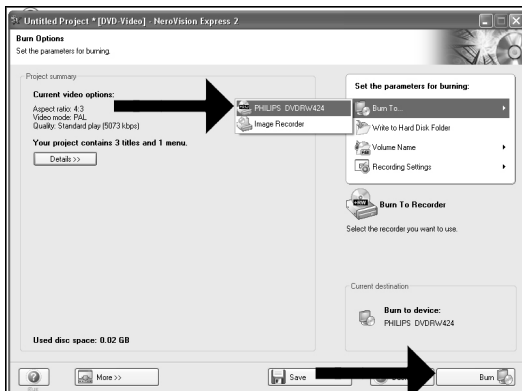 Untitled Project * [DVD-Video] - NeroVision Express 2
Burn Options
Set the parameters for burning.
Project summary
Current video options:
Aspect ratio: 4:3
Video mode: PAL
Quality: Standard play (5073 kbps)
Your project contains 3 titles and 1 menu.
Details >>
Used disc space: 0.02 GB
PHILIPS DVDRW424
Image Recorder
Set the parameters for burning:
Burn To...
Write to Hard Disk Folder
Volume Name
Recording Settings
Burn To Recorder
Select the recorder you want to use.
Current destination
Burn to device:
PHILIPS DVDRW424
More >>
Save
Burn